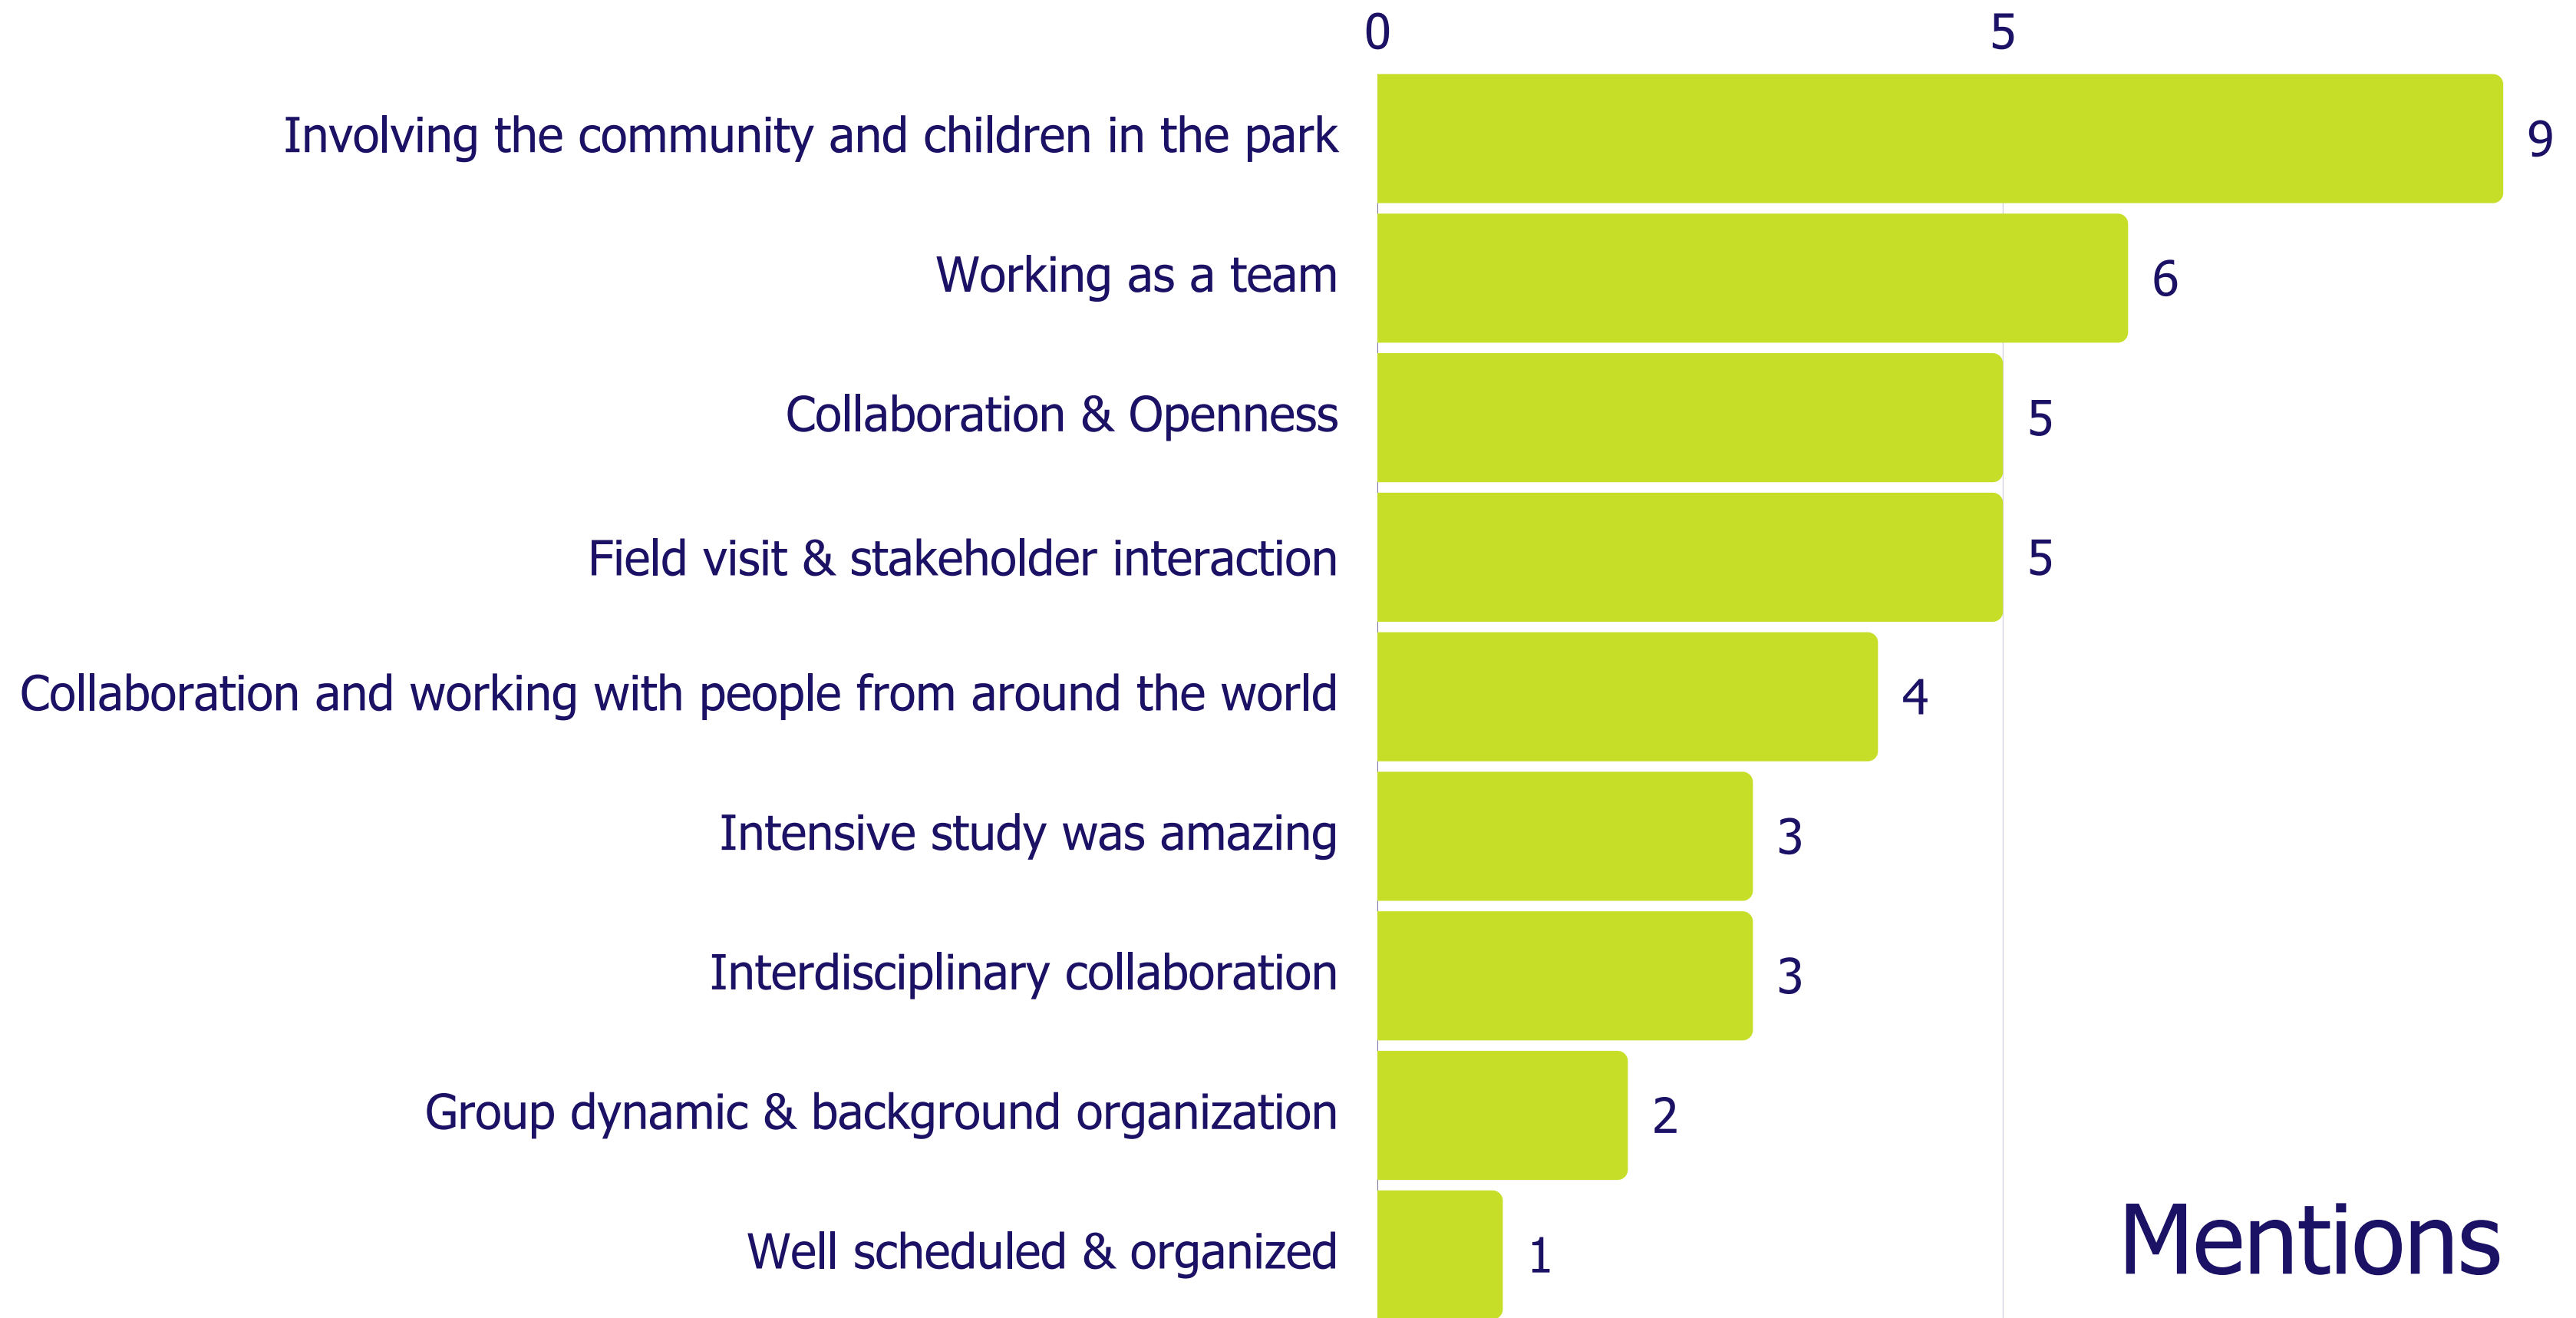 0 5
Involving the community and children in the park 9
Working as a team 6
Collaboration & Openness 5
Field visit & stakeholder interaction 5
Collaboration and working with people from around the world 4
Intensive study was amazing 3
Interdisciplinary collaboration 3
Group dynamic & background organization 2
Well scheduled & organized 1
Mentions